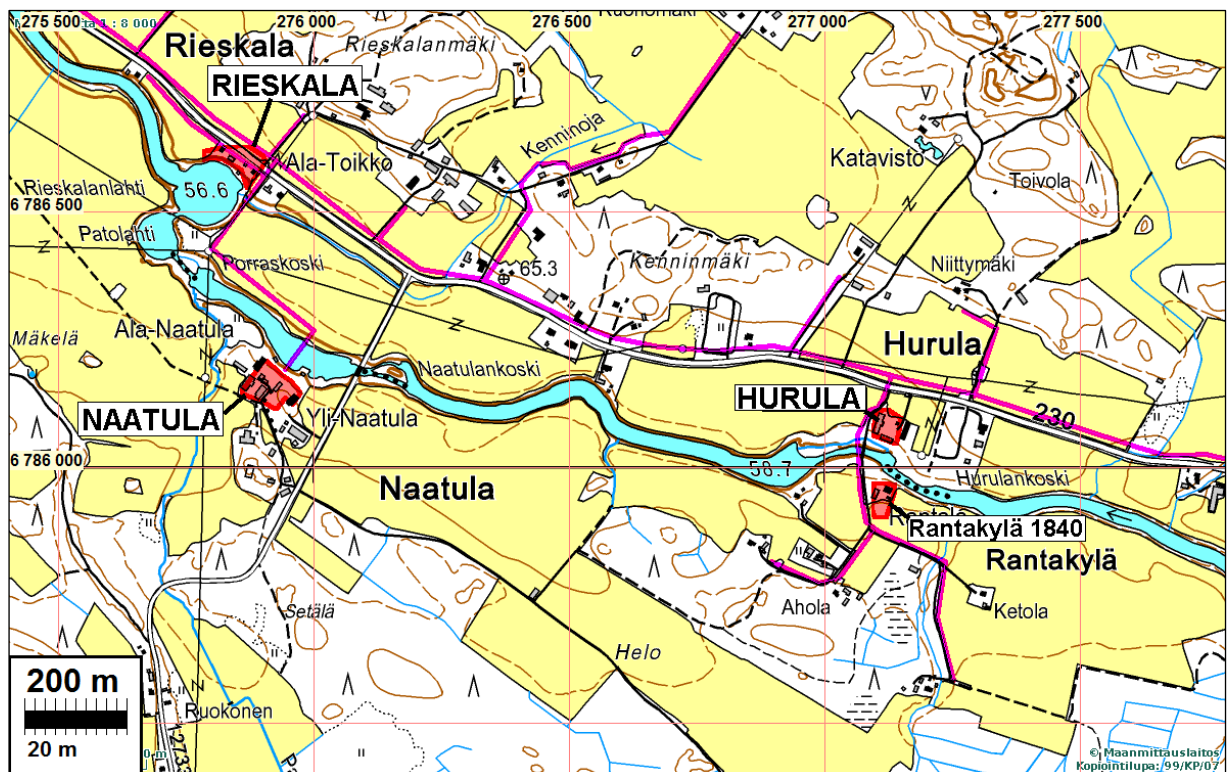 275 500
1 : 8 000
276 000
276 500
277 000
277 500
Rieskala
Rieskalanmäki
RIESKALA
Kenninoja
Ala-Toikko
Katavisto
Toivola
Rieskalanlahti
56.6
6 786 500
Patolahti
Porraskoski
65.3
Kenninmäki
Niittymäki
Ala-Naatula
Mäkelä
Naatulankoski
Hurula
HURULA
NAATULA
Yli-Naatula
230
6 786 000
58.7
Hurulankoski
Naatula
Rantakylä 1840
Rantakylä
Ahola
Ketola
Setälä
Helo
200 m
20 m
Ruokonen
2733
© Maanmittauslaitos
Kopiointilupa: 99/KP/07